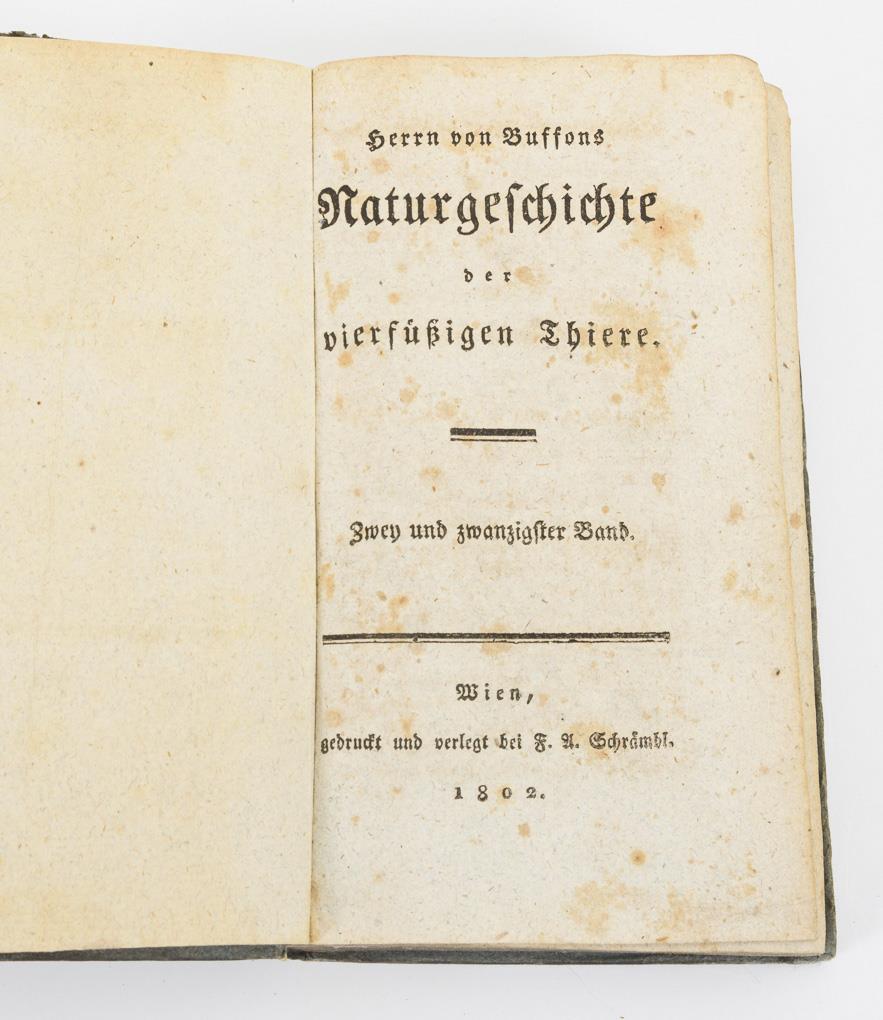 Herrn von Buffons
Naturgeſchichte
der
vierfüßigen Thiere.
Zwey und zwanzigſter Band.
Wien,
gedruckt und verlegt bei F. A. Schrämbl.
1802.